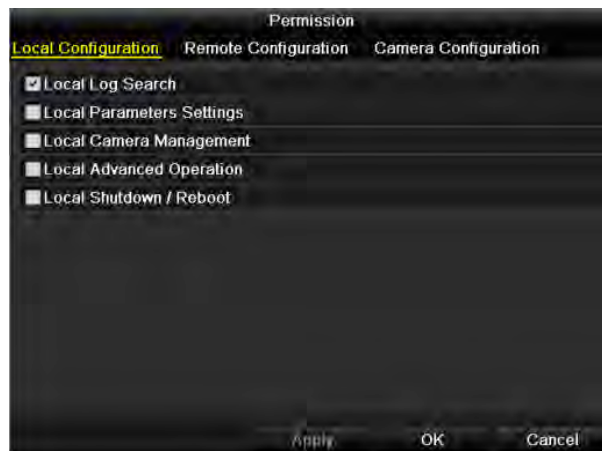 Permission
Local Configuration Remote Configuration Camera Configuration
Local Log Search
Local Parameters Settings
Local Camera Management
Local Advanced Operation
Local Shutdown / Reboot
Apply OK Cancel